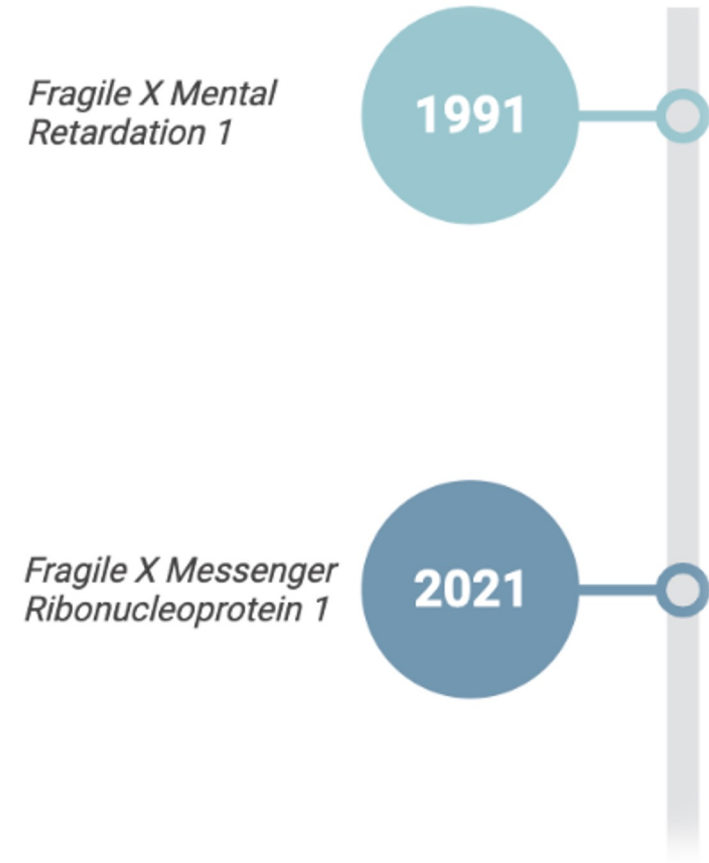 Fragile X Mental
Retardation 1
1991
Fragile X Messenger
Ribonucleoprotein 1
2021